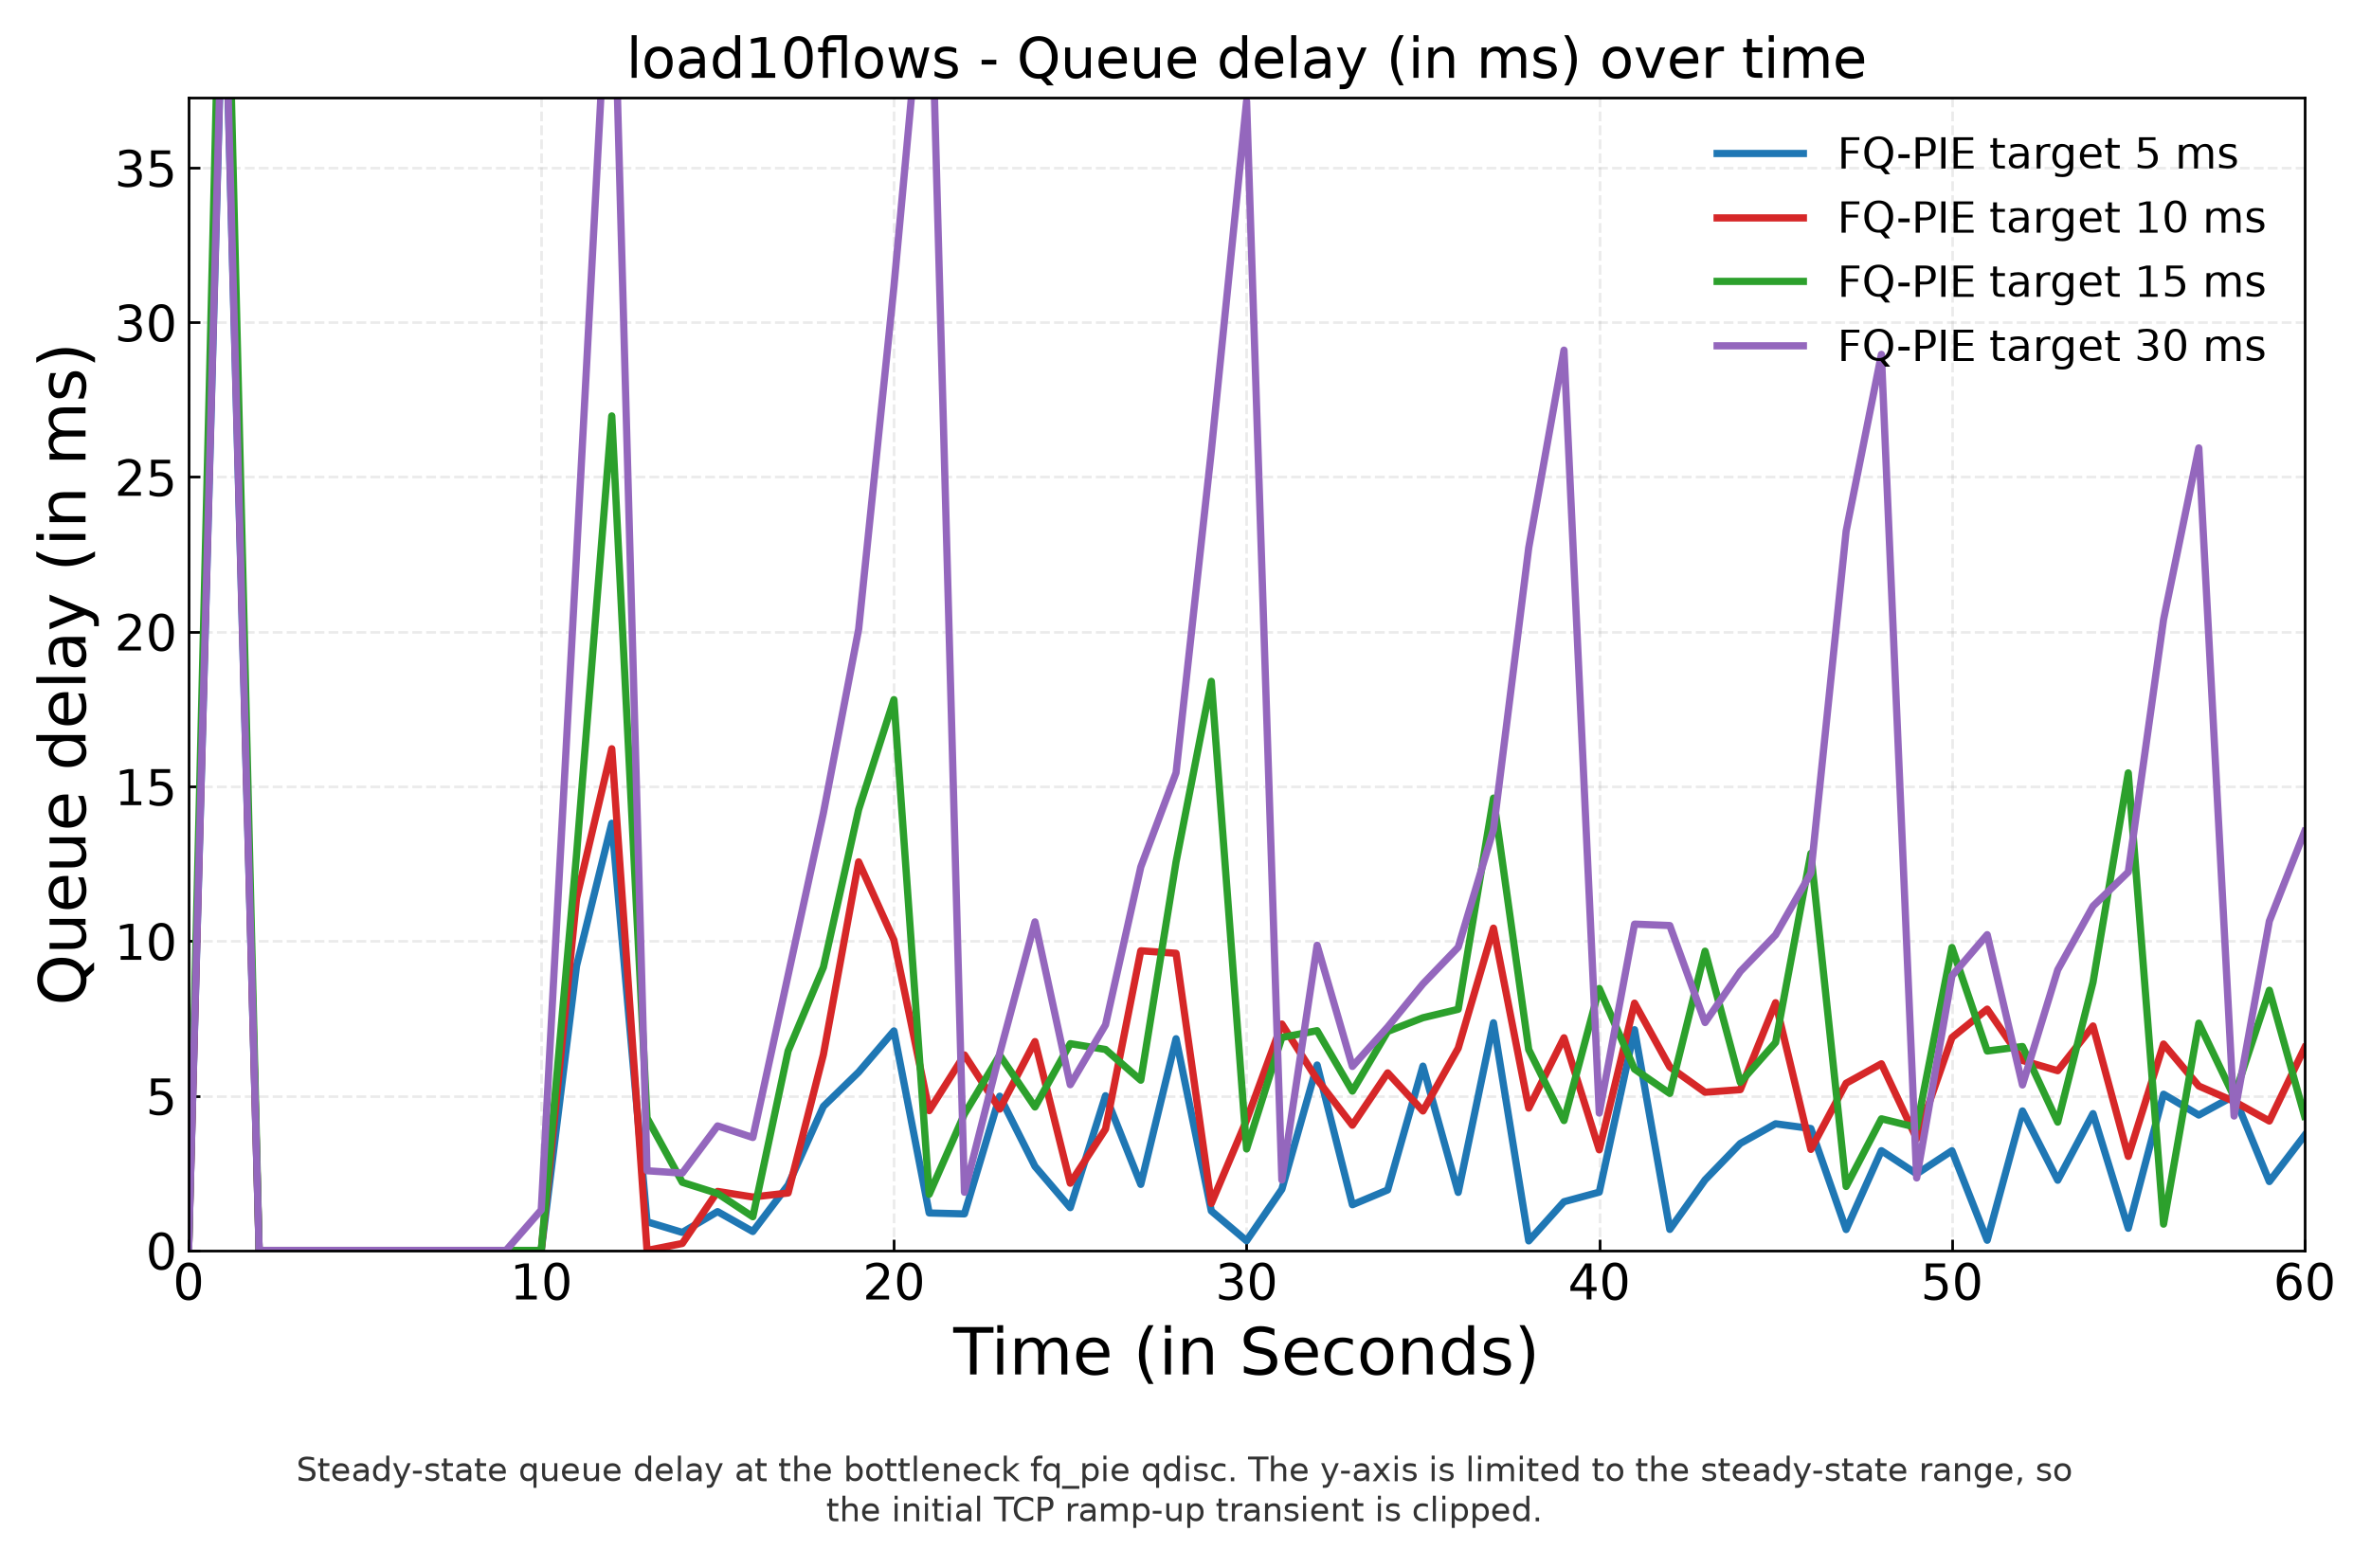 load10flows - Queue delay (in ms) over time
FQ-PIE target 5 ms
FQ-PIE target 10 ms
FQ-PIE target 15 ms
FQ-PIE target 30 ms
Queue delay (in ms)
35
30
25
20
15
10
5
0
0 10 20 30 40 50 60
Time (in Seconds)
Steady-state queue delay at the bottleneck fq_pie qdisc. The y-axis is limited to the steady-state range, so
the initial TCP ramp-up transient is clipped.